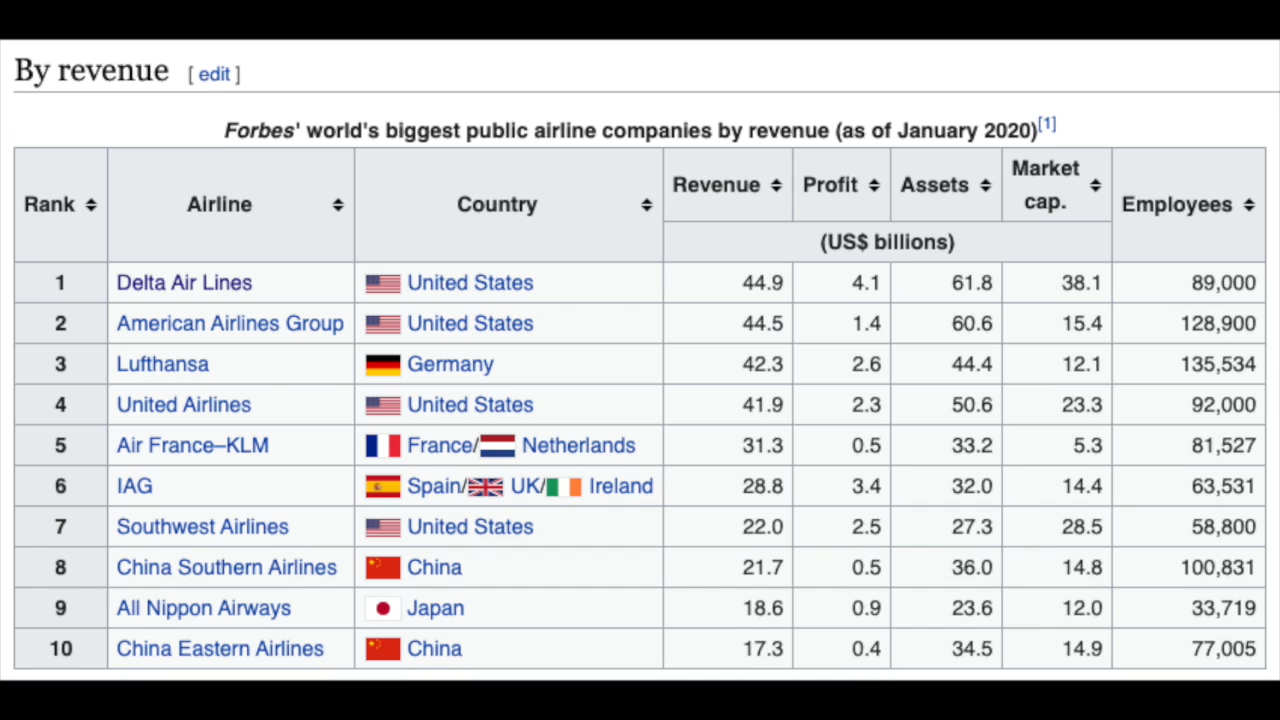 By revenue [ edit ]
Forbes' world's biggest public airline companies by revenue (as of January 2020)[1]
Rank Airline Country Revenue Profit Assets Market cap. Employees
(US$ billions)
1 Delta Air Lines United States 44.9 4.1 61.8 38.1 89,000
2 American Airlines Group United States 44.5 1.4 60.6 15.4 128,900
3 Lufthansa Germany 42.3 2.6 44.4 12.1 135,534
4 United Airlines United States 41.9 2.3 50.6 23.3 92,000
5 Air France–KLM France/ Netherlands 31.3 0.5 33.2 5.3 81,527
6 IAG Spain/ UK/ Ireland 28.8 3.4 32.0 14.4 63,531
7 Southwest Airlines United States 22.0 2.5 27.3 28.5 58,800
8 China Southern Airlines China 21.7 0.5 36.0 14.8 100,831
9 All Nippon Airways Japan 18.6 0.9 23.6 12.0 33,719
10 China Eastern Airlines China 17.3 0.4 34.5 14.9 77,005